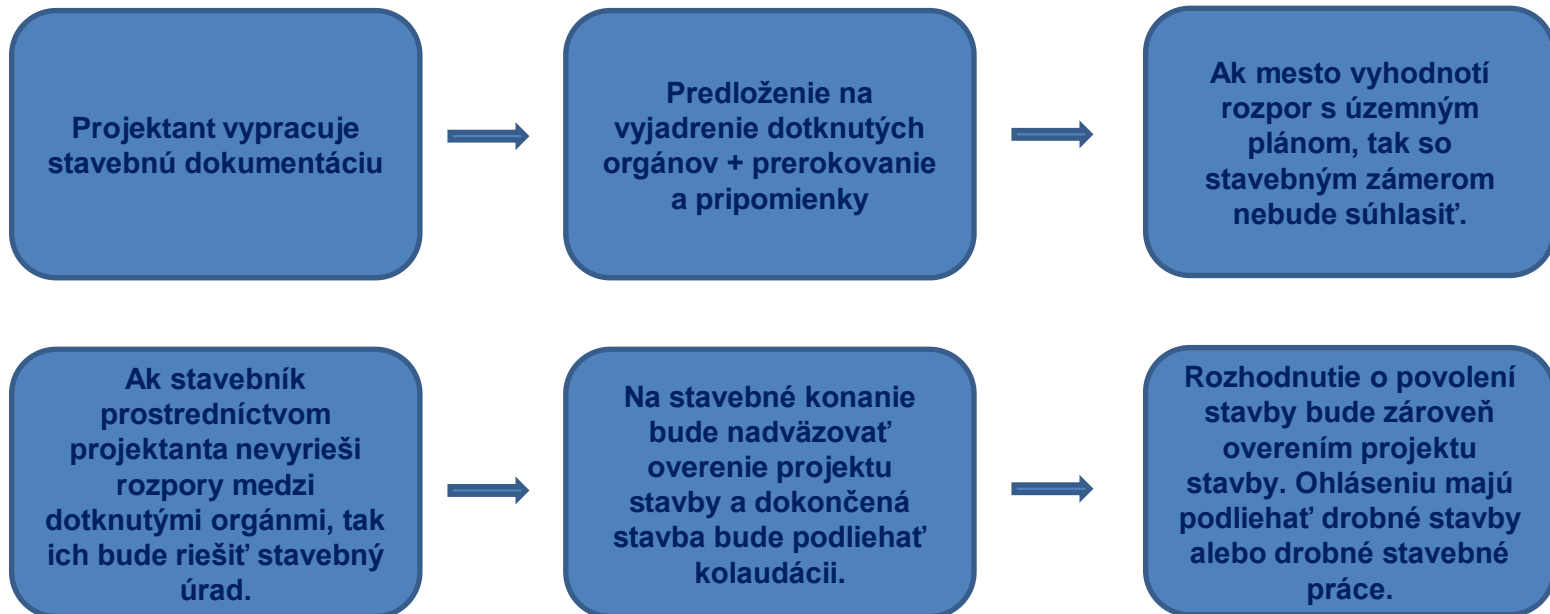 Projektant vypracuje
stavebnú dokumentáciu
Predloženie na
vyjadrenie dotknutých
orgánov + prerokovanie
a pripomienky
Ak mesto vyhodnotí
rozpor s územným
plánom, tak so
stavebným zámerom
nebude súhlasiť.
Ak stavebník
prostredníctvom
projektanta nevyrieši
rozpory medzi
dotknutými orgánmi, tak
ich bude riešiť stavebný
úrad.
Na stavebné konanie
bude nadväzovať
overenie projektu
stavby a dokončená
stavba bude podliehať
kolaudácii.
Rozhodnutie o povolení
stavby bude zároveň
overením projektu
stavby. Ohláseniu majú
podliehať drobné stavby
alebo drobné stavebné
práce.